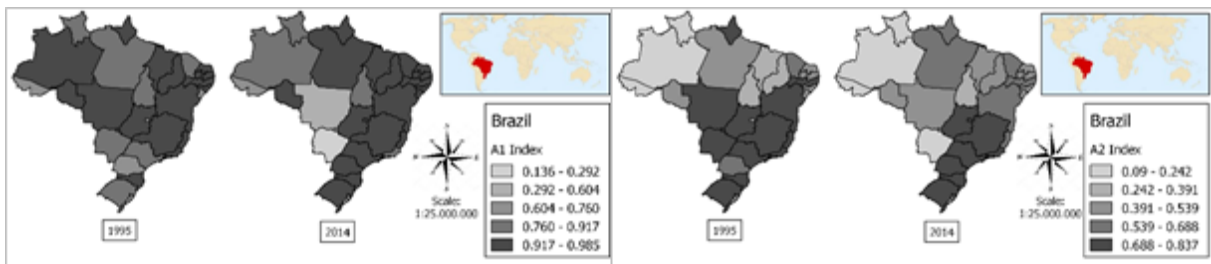 Brazil
A1 Index
0.136 - 0.292
0.292 - 0.604
0.604 - 0.760
0.760 - 0.917
0.917 - 0.985
Scale:
1:25.000.000
1995
2014
Brazil
A2 Index
0.09 - 0.242
0.242 - 0.391
0.391 - 0.539
0.539 - 0.688
0.688 - 0.837
Scale:
1:25.000.000
1995
2014